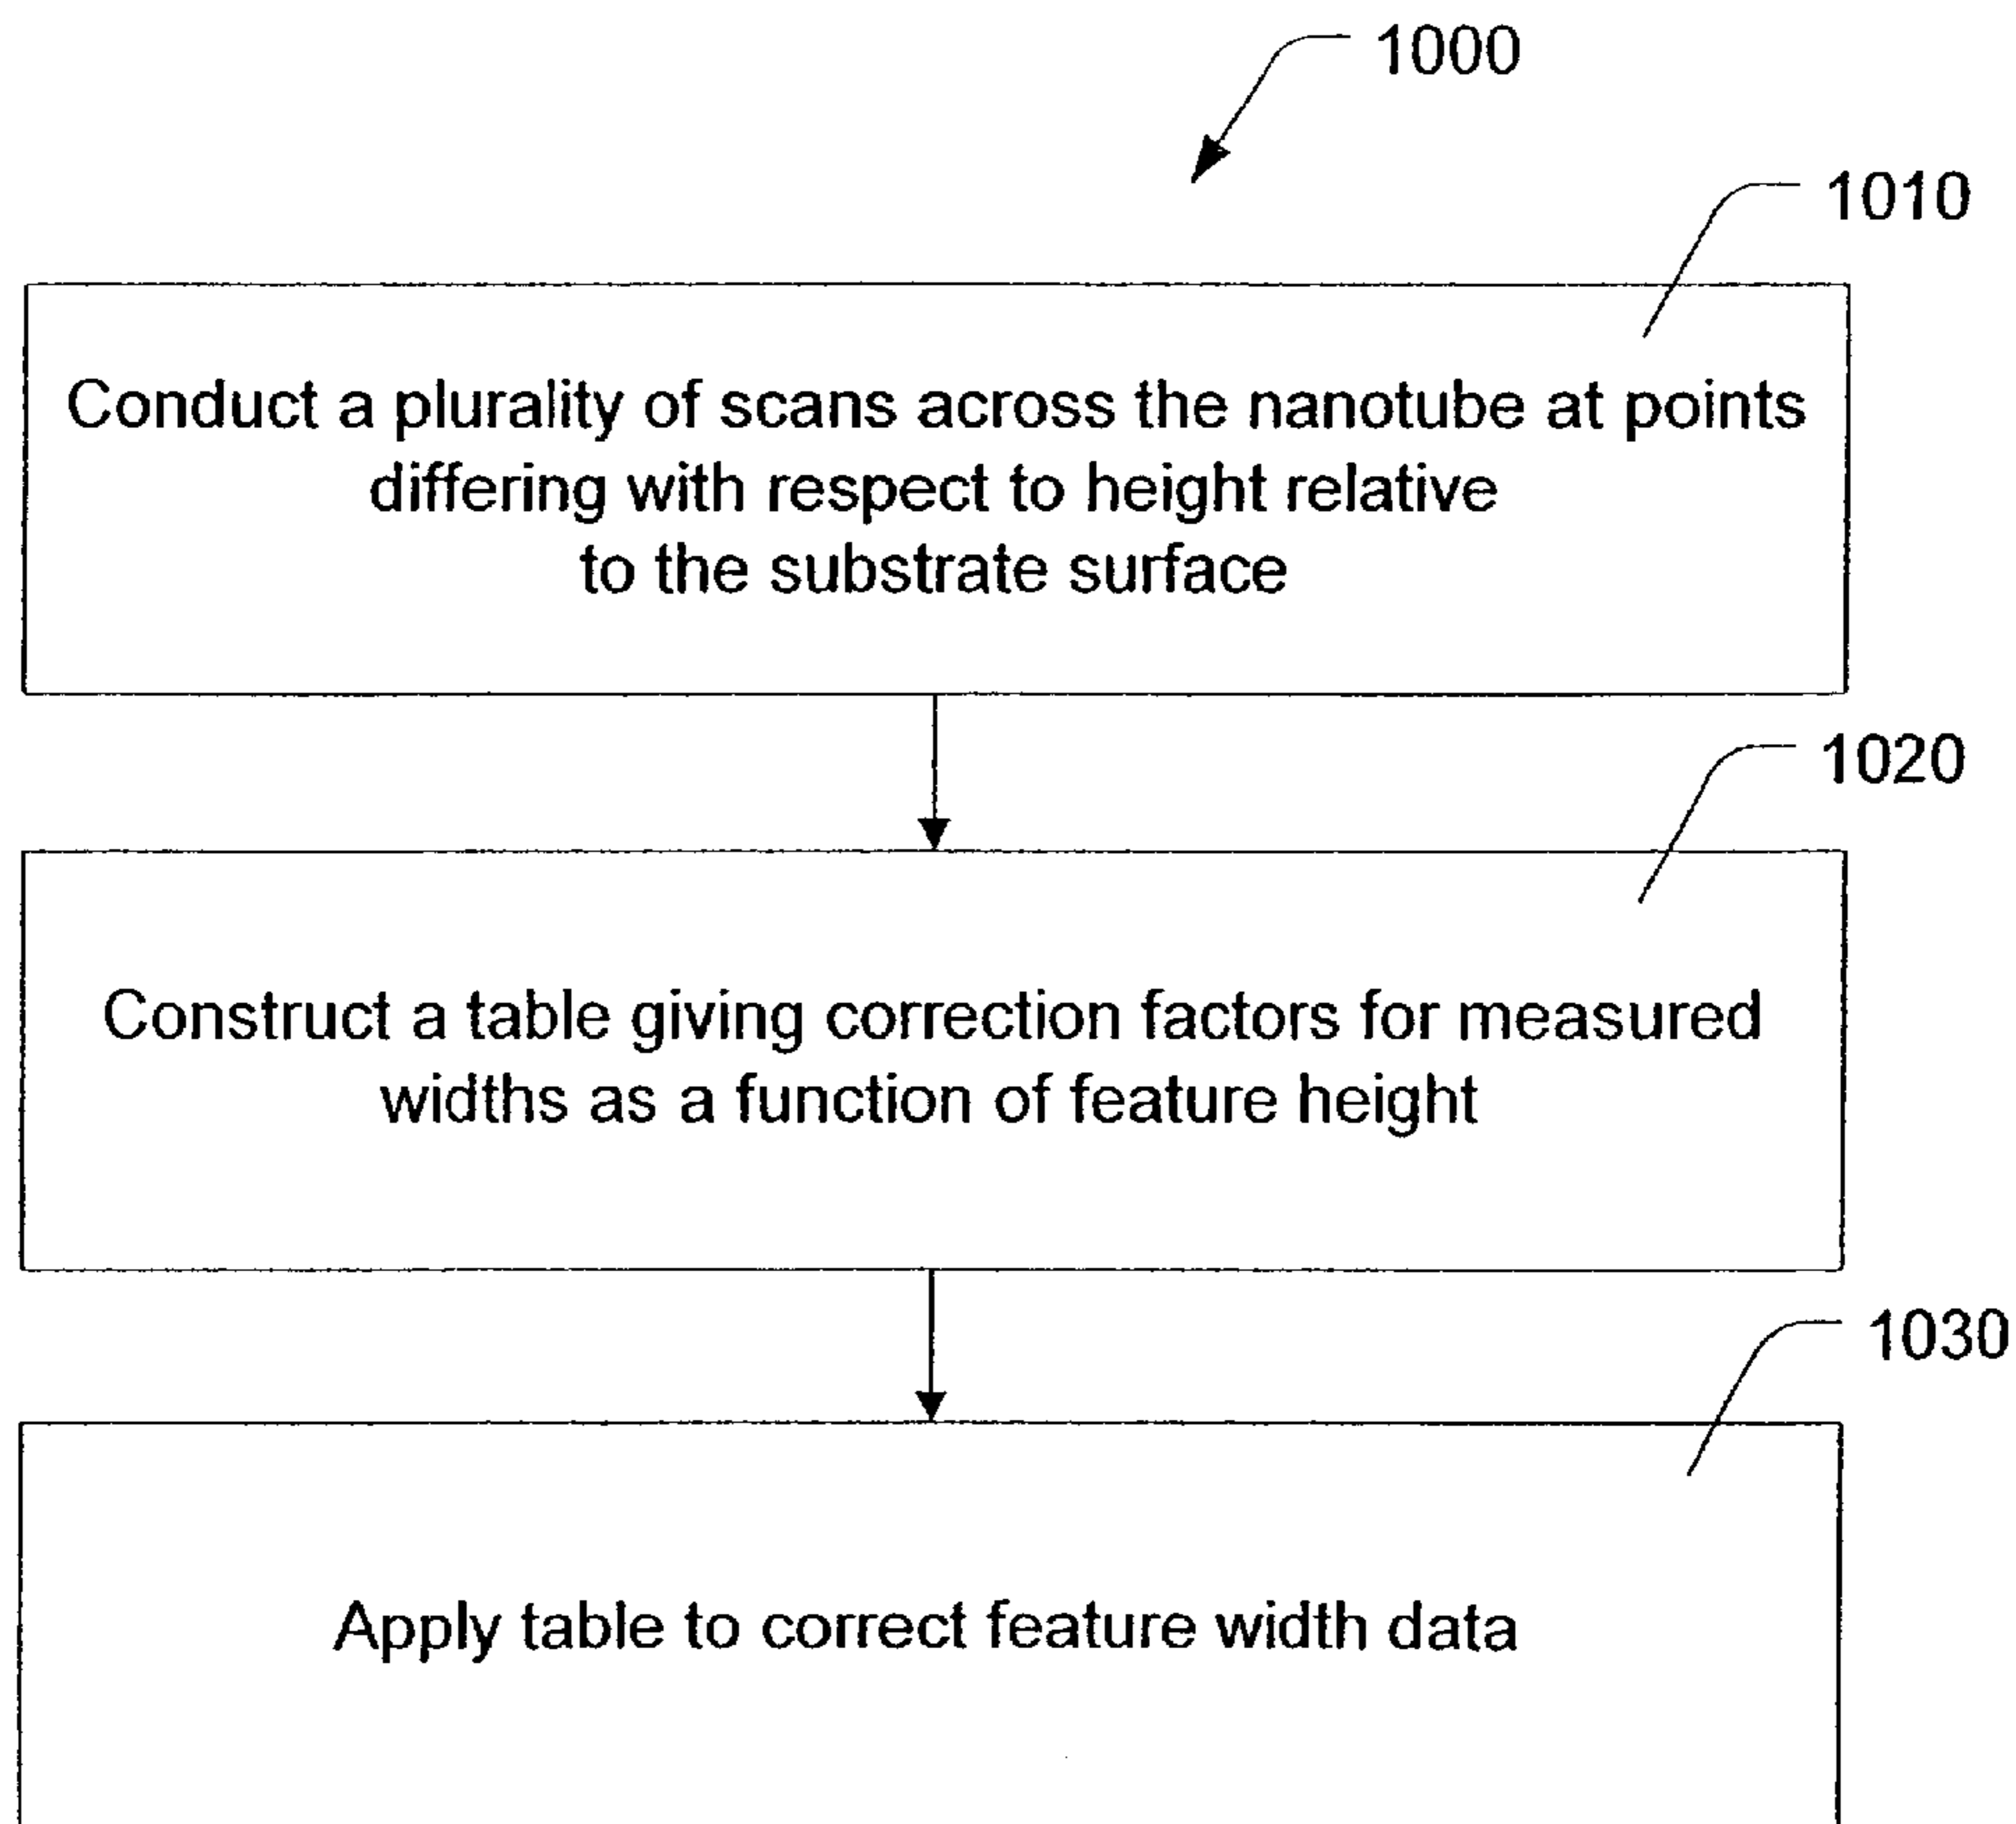 1000
1010
Conduct a plurality of scans across the nanotube at points
differing with respect to height relative
to the substrate surface
1020
Construct a table giving correction factors for measured
widths as a function of feature height
1030
Apply table to correct feature width data